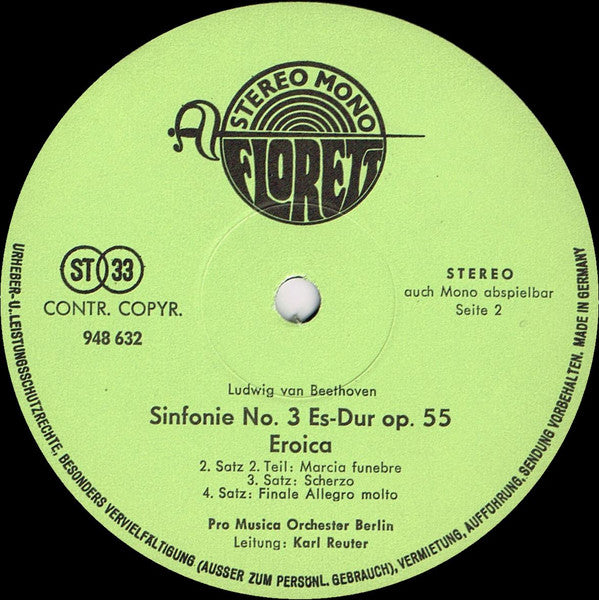 STEREO MONO
FLORETT
ST 33
CONTR. COPYR.
948 632
STEREO
auch Mono abspielbar
Seite 2
Ludwig van Beethoven
Sinfonie No. 3 Es-Dur op. 55
Eroica
2. Satz 2. Teil: Marcia funebre
3. Satz: Scherzo
4. Satz: Finale Allegro molto
Pro Musica Orchester Berlin
Leitung: Karl Reuter
URHEBER- U. LEISTUNGSSCHUTZRECHTE, BESONDERS VERVIELFÄLTIGUNG (AUSSER ZUM PERSÖNL. GEBRAUCH), VERMIETUNG, AUFFÜHRUNG, SENDUNG VORBEHALTEN. MADE IN GERMANY